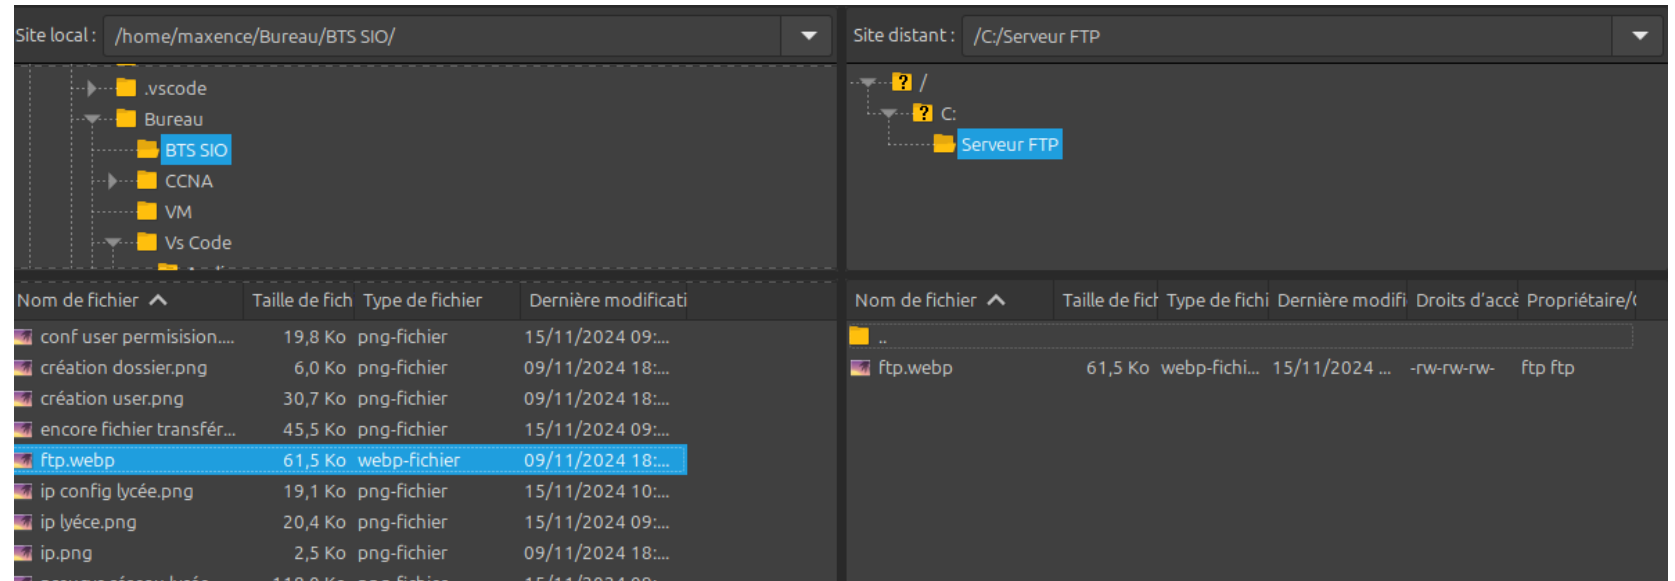 Site local : /home/maxence/Bureau/BTS SIO/
.vscode
Bureau
BTS SIO
CCNA
VM
Vs Code
Nom de fichier Taille de fich Type de fichier Dernière modificati
conf user permisision.... 19,8 Ko png-fichier 15/11/2024 09:...
création dossier.png 6,0 Ko png-fichier 09/11/2024 18:...
création user.png 30,7 Ko png-fichier 09/11/2024 18:...
encore fichier transfér... 45,5 Ko png-fichier 15/11/2024 09:...
ftp.webp 61,5 Ko webp-fichier 09/11/2024 18:...
ip config lycée.png 19,1 Ko png-fichier 15/11/2024 10:...
ip lyéce.png 20,4 Ko png-fichier 15/11/2024 09:...
ip.png 2,5 Ko png-fichier 09/11/2024 18:...
Site distant : /C:/Serveur FTP
/
C:
Serveur FTP
Nom de fichier Taille de fich Type de fichi Dernière modifi Droits d'accè Propriétaire/
..
ftp.webp 61,5 Ko webp-fichi... 15/11/2024 ... -rw-rw-rw- ftp ftp